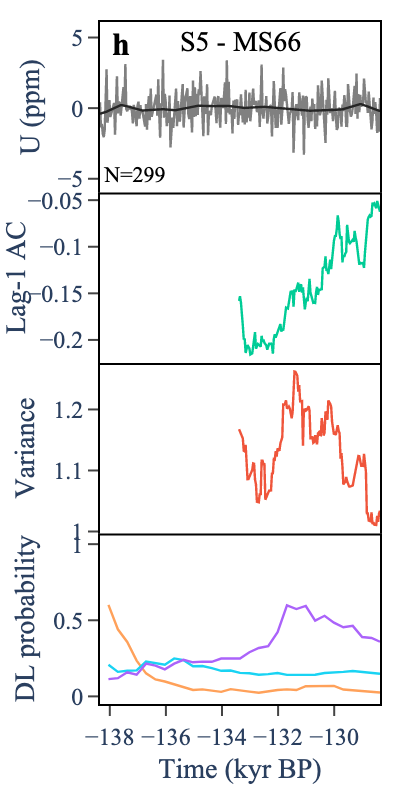 h
S5 - MS66
U (ppm)
5
0
−5
N=299
Lag-1 AC
−0.05
−0.1
−0.15
−0.2
Variance
1.2
1.1
1
DL probability
1
0.5
0
−138
−136
−134
−132
−130
Time (kyr BP)